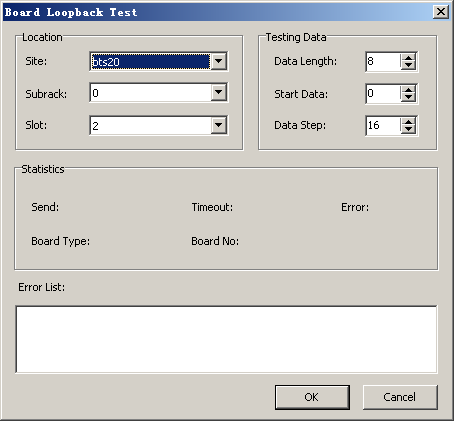 Board Loopback Test
Location
Testing Data
Site: bts20
Data Length: 8
Subrack: 0
Start Data: 0
Slot: 2
Data Step: 16
Statistics
Send: Timeout: Error:
Board Type: Board No:
Error List:
OK Cancel